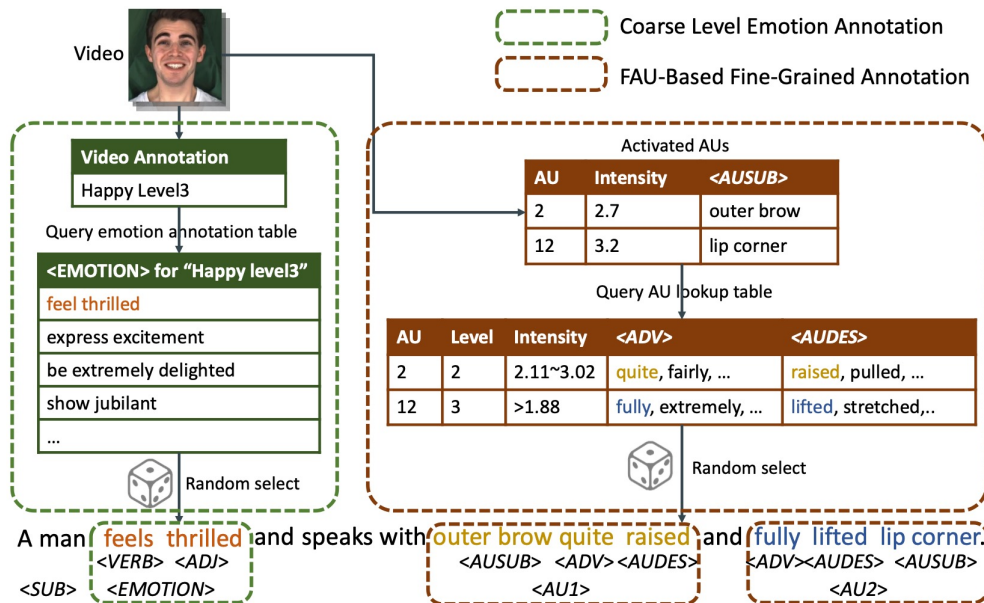 Video
Coarse Level Emotion Annotation
FAU-Based Fine-Grained Annotation
Video Annotation
Happy Level3
Query emotion annotation table
<EMOTION> for “Happy level3”
feel thrilled
express excitement
be extremely delighted
show jubilant
...
Random select
Activated AUs
AU Intensity <AUSUB>
2 2.7 outer brow
12 3.2 lip corner
Query AU lookup table
AU Level Intensity <ADV> <AUDES>
2 2 2.11~3.02 quite, fairly, ... raised, pulled, ...
12 3 >1.88 fully, extremely, ... lifted, stretched,..
Random select
A man feels thrilled and speaks with outer brow quite raised and fully lifted lip corner.
<VERB> <ADJ> <AUSUB> <ADV> <AUDES> <ADV> <AUDES> <AUSUB>
<SUB> <EMOTION> <AU1> <AU2>